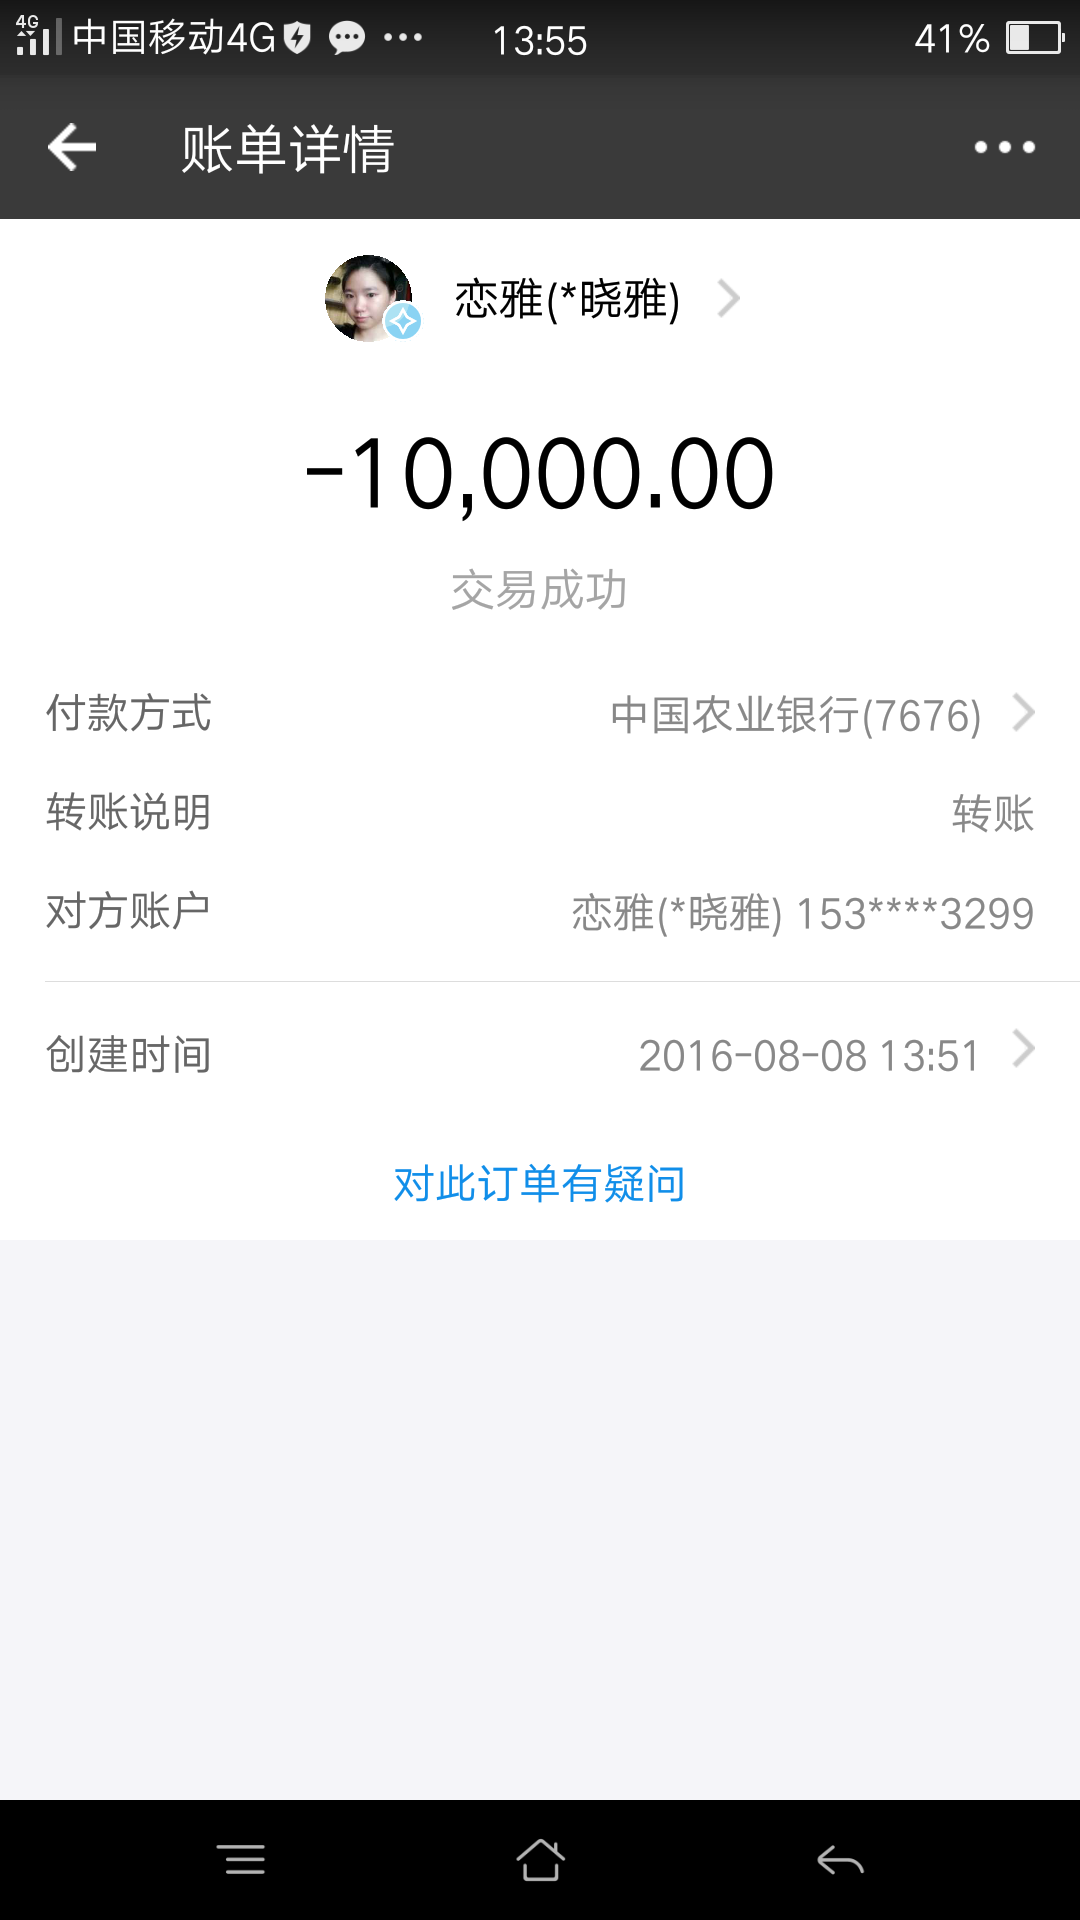 4G 中国移动4G 13:55 41%
账单详情
恋雅(*晓雅)
-10,000.00
交易成功
付款方式 中国农业银行(7676)
转账说明 转账
对方账户 恋雅(*晓雅) 153****3299
创建时间 2016-08-08 13:51
对此订单有疑问